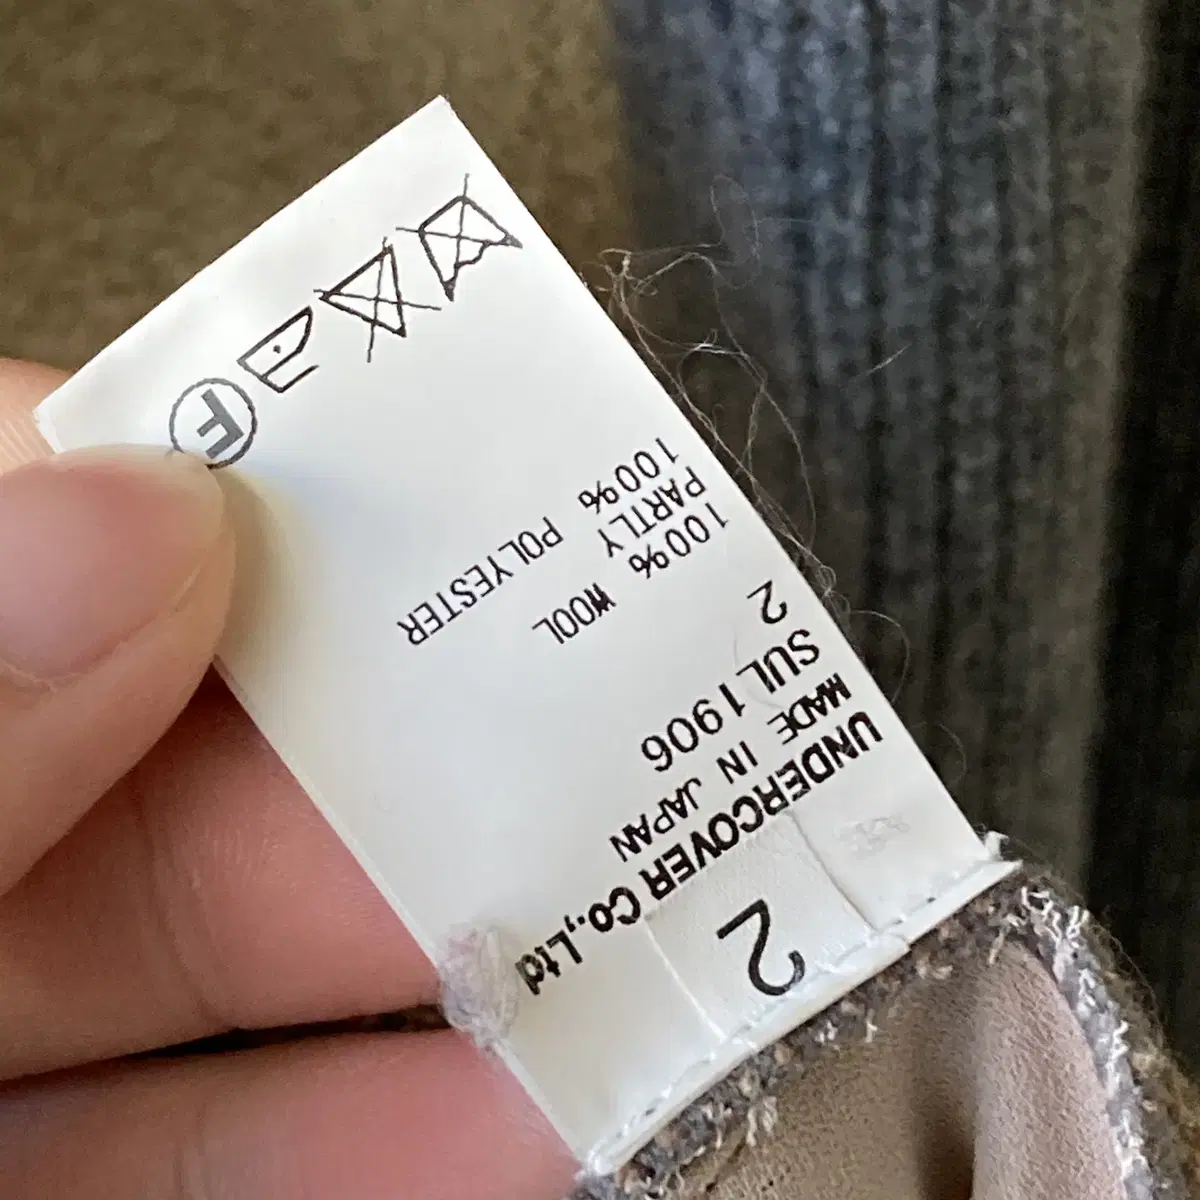 2
UNDERCOVER Co.,Ltd
MADE IN JAPAN
SUL1906
2
100% WOOL
PARTLY
100% POLYESTER
F